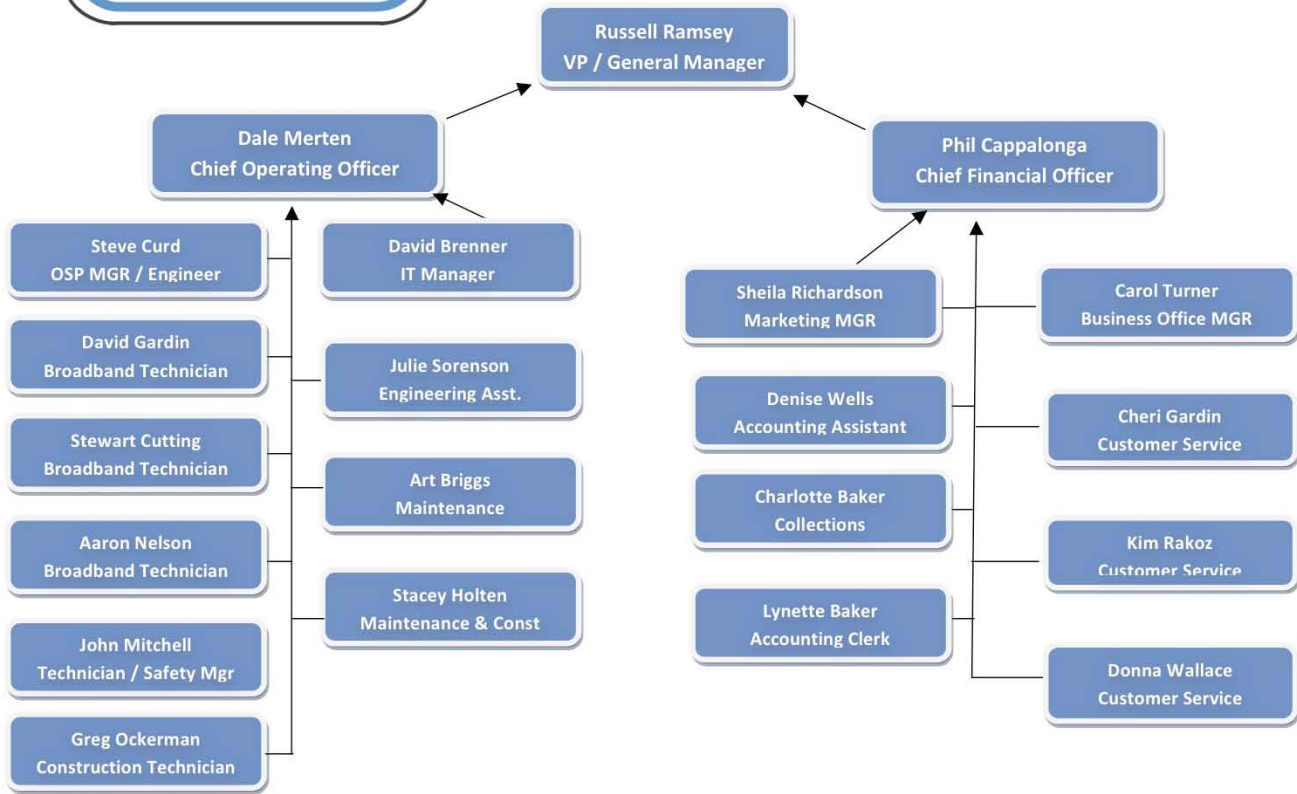 Russell Ramsey
VP / General Manager
Dale Merten
Chief Operating Officer
Phil Cappalonga
Chief Financial Officer
Steve Curd
OSP MGR / Engineer
David Brenner
IT Manager
David Gardin
Broadband Technician
Julie Sorenson
Engineering Asst.
Stewart Cutting
Broadband Technician
Art Briggs
Maintenance
Aaron Nelson
Broadband Technician
Stacey Holten
Maintenance & Const
John Mitchell
Technician / Safety Mgr
Greg Ockerman
Construction Technician
Sheila Richardson
Marketing MGR
Carol Turner
Business Office MGR
Denise Wells
Accounting Assistant
Cheri Gardin
Customer Service
Charlotte Baker
Collections
Kim Rakoz
Customer Service
Lynette Baker
Accounting Clerk
Donna Wallace
Customer Service